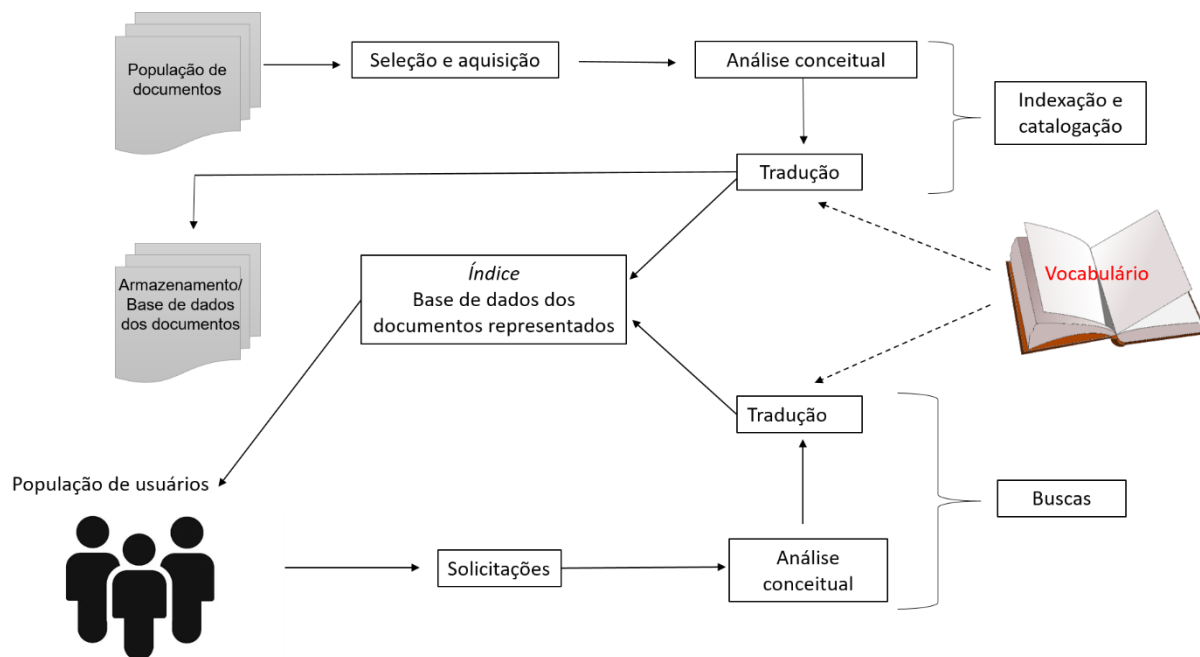 População de
documentos
Seleção e aquisição
Análise conceitual
Indexação e
catalogação
Tradução
Armazenamento/
Base de dados
dos documentos
Índice
Base de dados dos
documentos representados
Vocabulário
Tradução
População de usuários
Buscas
Solicitações
Análise
conceitual